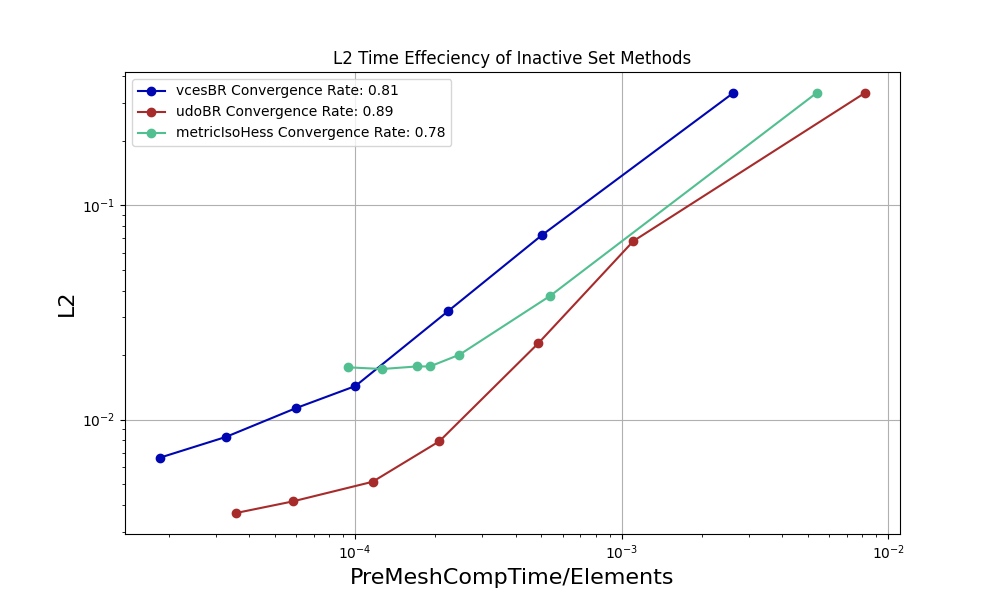 L2 Time Effeciency of Inactive Set Methods
vcesBR Convergence Rate: 0.81
udoBR Convergence Rate: 0.89
metricIsoHess Convergence Rate: 0.78
L2
10⁻¹
10⁻²
10⁻⁴ 10⁻³ 10⁻²
PreMeshCompTime/Elements